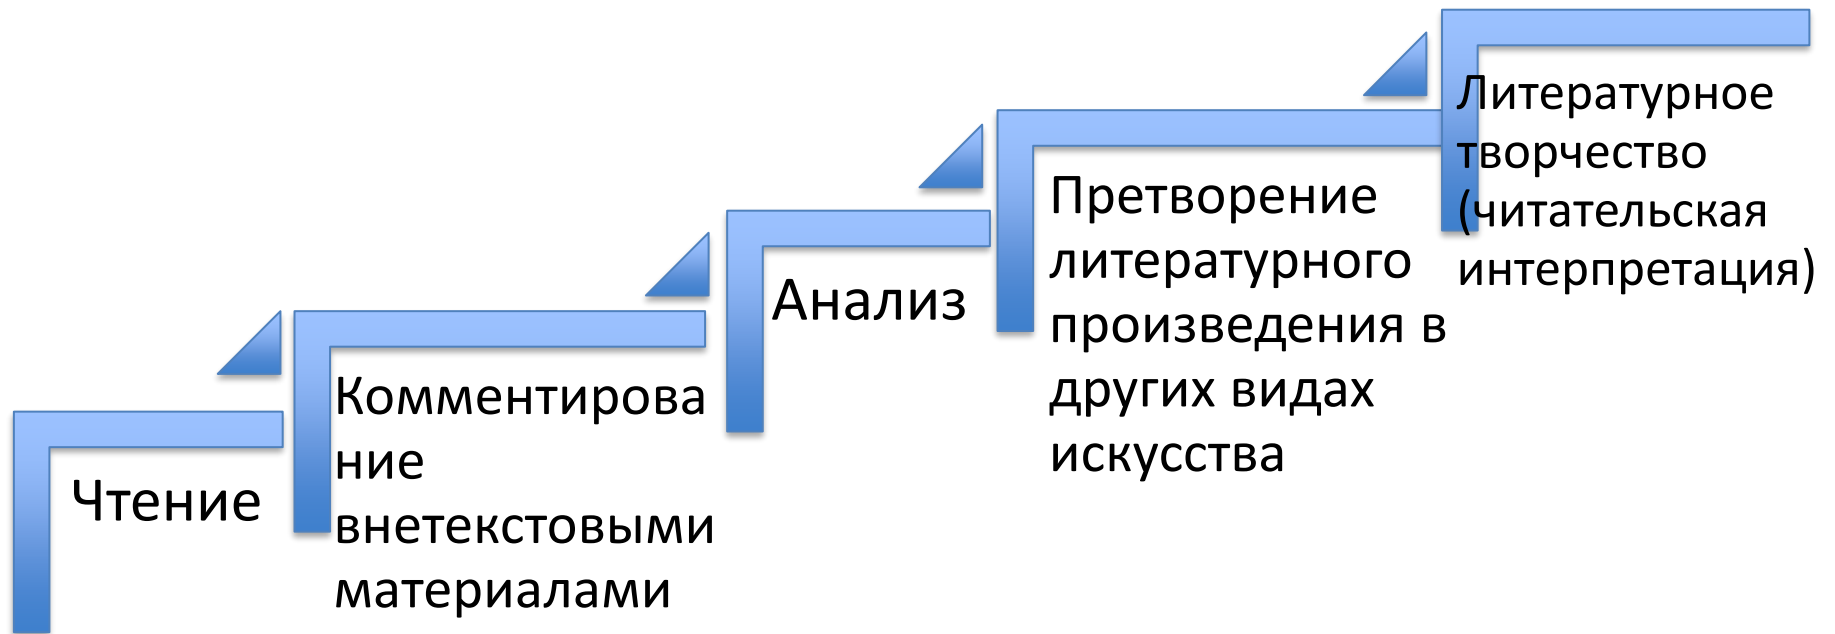 Чтение
Комментирова
ние
внетекстовыми
материалами
Анализ
Претворение
литературного
произведения в
других видах
искусства
Литературное
творчество
(читательская
интерпретация)